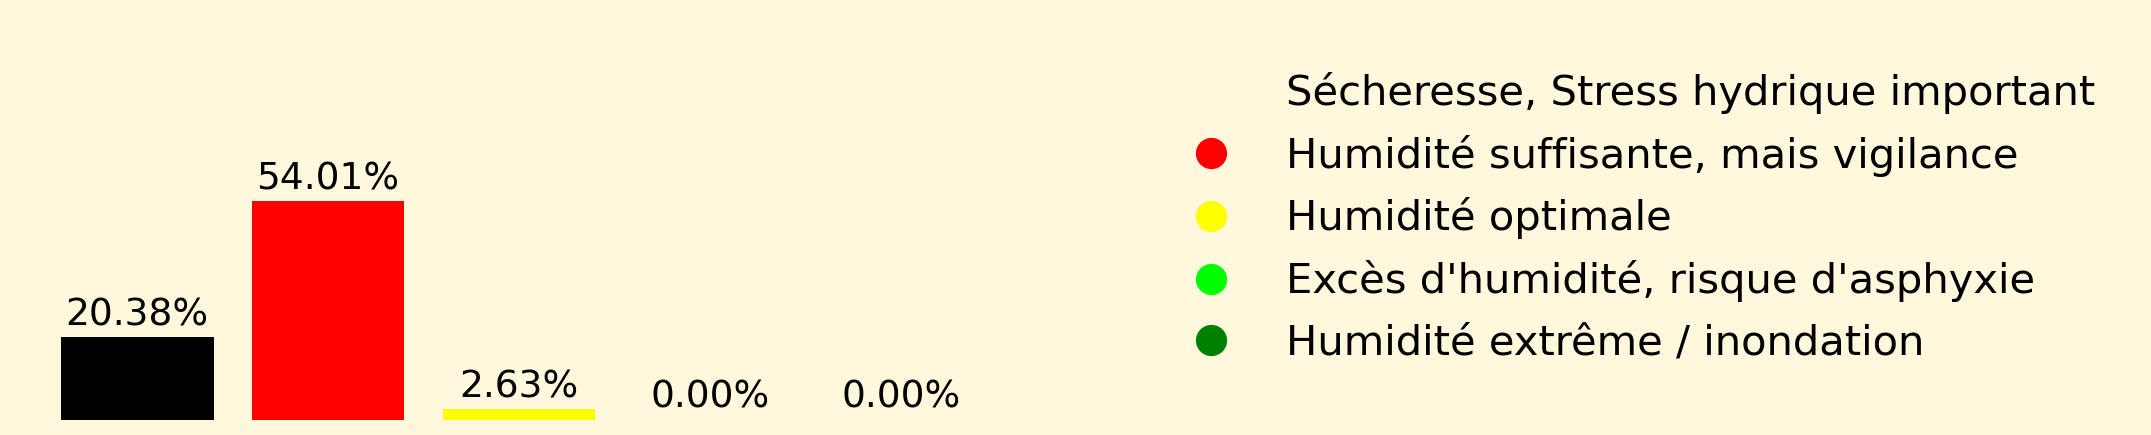 54.01%
20.38%
2.63%
0.00%
0.00%
Sécheresse, Stress hydrique important
Humidité suffisante, mais vigilance
Humidité optimale
Excès d'humidité, risque d'asphyxie
Humidité extrême / inondation